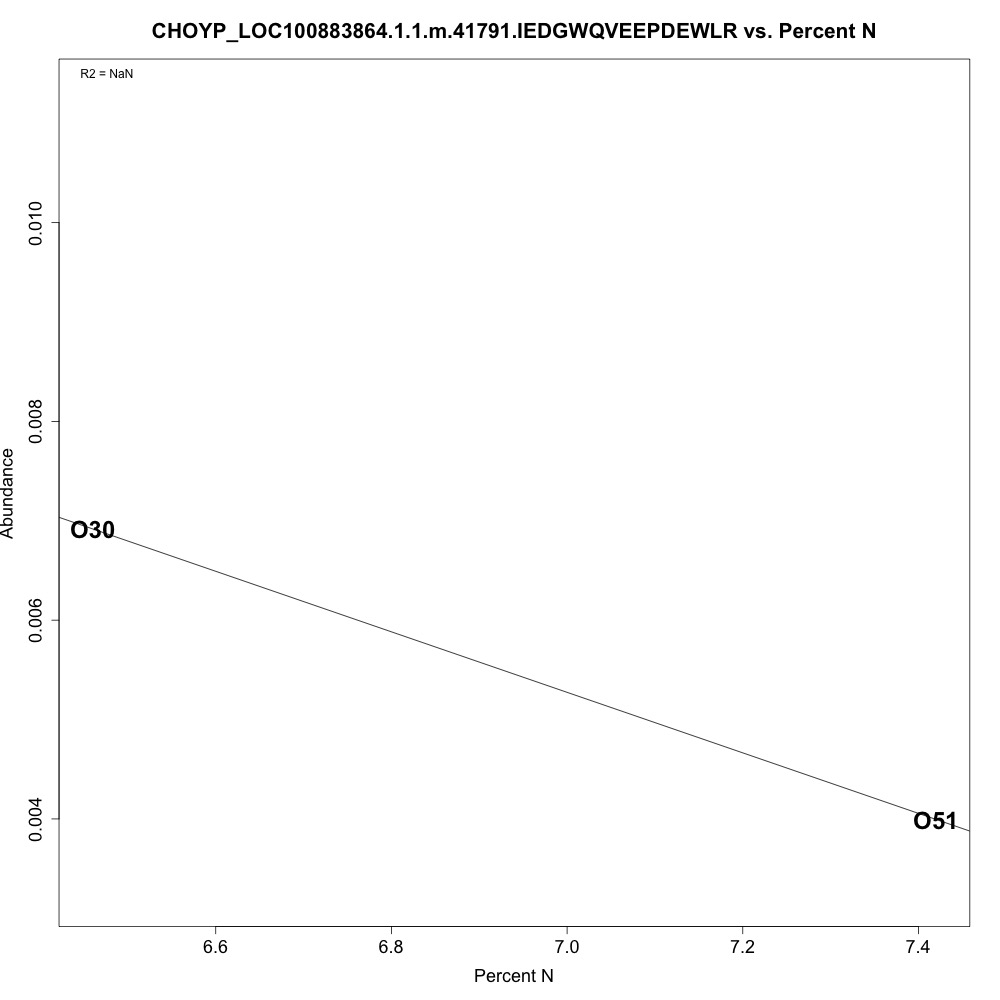 CHOYP_LOC100883864.1.1.m.41791.IEDGWQVEEPDEWLR vs. Percent N
R2 = NaN
0.010
0.008
Abundance
O30
0.006
0.004
O51
6.6 6.8 7.0 7.2 7.4
Percent N